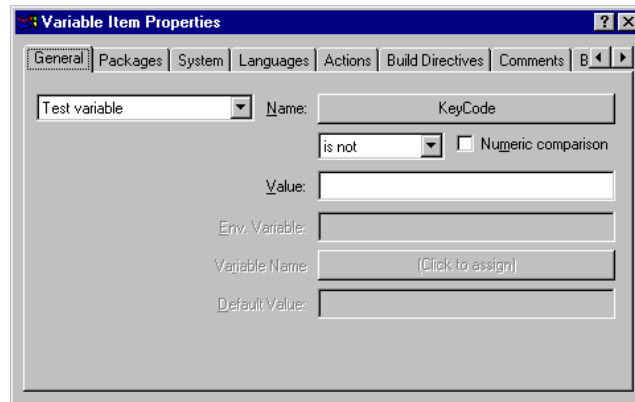 Variable Item Properties
General Packages System Languages Actions Build Directives Comments B
Test variable Name: KeyCode
is not Numeric comparison
Value:
Env. Variable:
Variable Name (Click to assign)
Default Value: